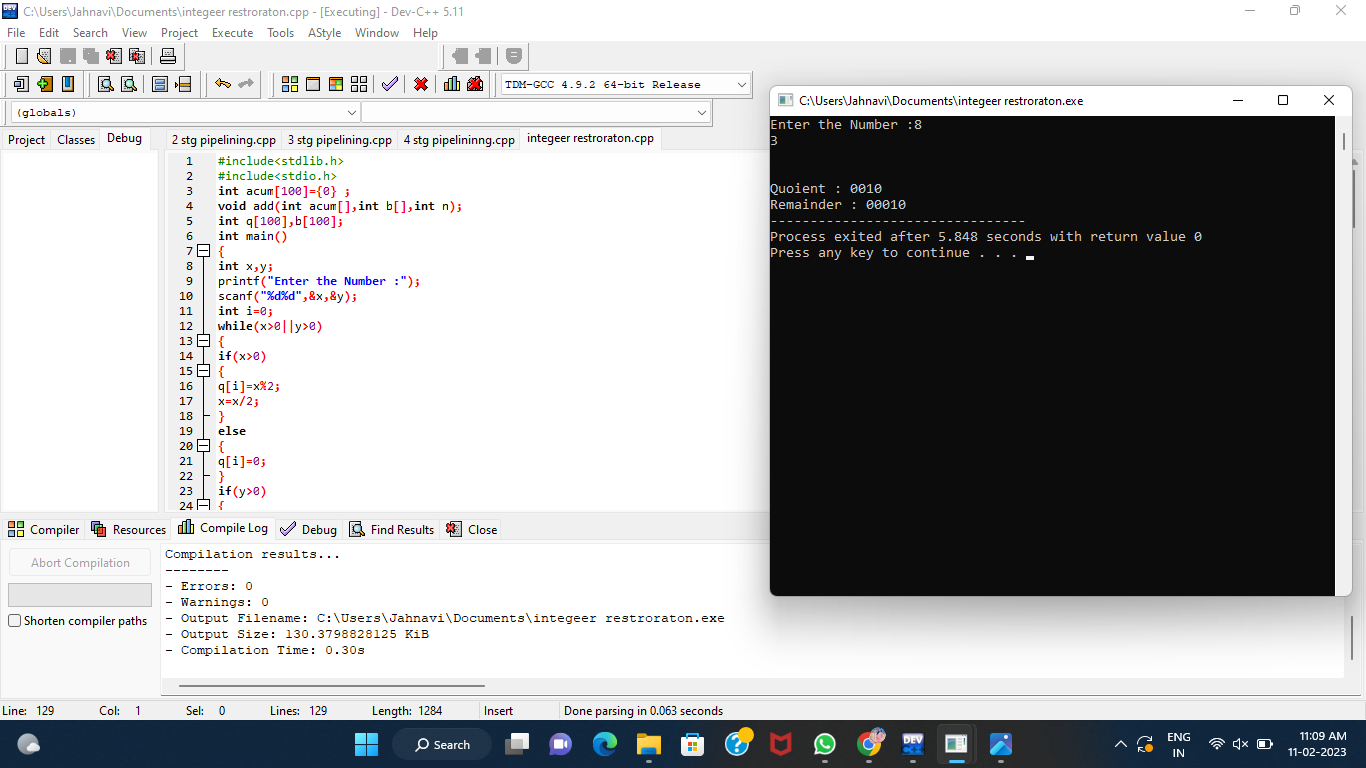 C:\Users\Jahnavi\Documents\integeer restroraton.cpp - [Executing] - Dev-C++ 5.11
File Edit Search View Project Execute Tools AStyle Window Help
TDM-GCC 4.9.2 64-bit Release
(globals)
Project Classes Debug
2 stg pipelining.cpp 3 stg pipelining.cpp 4 stg pipelininng.cpp integeer restroraton.cpp
1 #include<stdlib.h>
2 #include<stdio.h>
3 int acum[100]={0} ;
4 void add(int acum[],int b[],int n);
5 int q[100],b[100];
6 int main()
7 {
8 int x,y;
9 printf("Enter the Number :");
10 scanf("%d%d",&x,&y);
11 int i=0;
12 while(x>0||y>0)
13 {
14 if(x>0)
15 {
16 q[i]=x%2;
17 x=x/2;
18 }
19 else
20 {
21 q[i]=0;
22 }
23 if(y>0)
24 {
C:\Users\Jahnavi\Documents\integeer restroraton.exe
Enter the Number :8
3
Quoient : 0010
Remainder : 00010
--------------------------------
Process exited after 5.848 seconds with return value 0
Press any key to continue . . .
Compiler Resources Compile Log Debug Find Results Close
Abort Compilation
Shorten compiler paths
Compilation results...
--------
- Errors: 0
- Warnings: 0
- Output Filename: C:\Users\Jahnavi\Documents\integeer restroraton.exe
- Output Size: 130.3798828125 KiB
- Compilation Time: 0.30s
Line: 129 Col: 1 Sel: 0 Lines: 129 Length: 1284 Insert Done parsing in 0.063 seconds
Search
DEV
ENG
IN
11:09 AM
11-02-2023